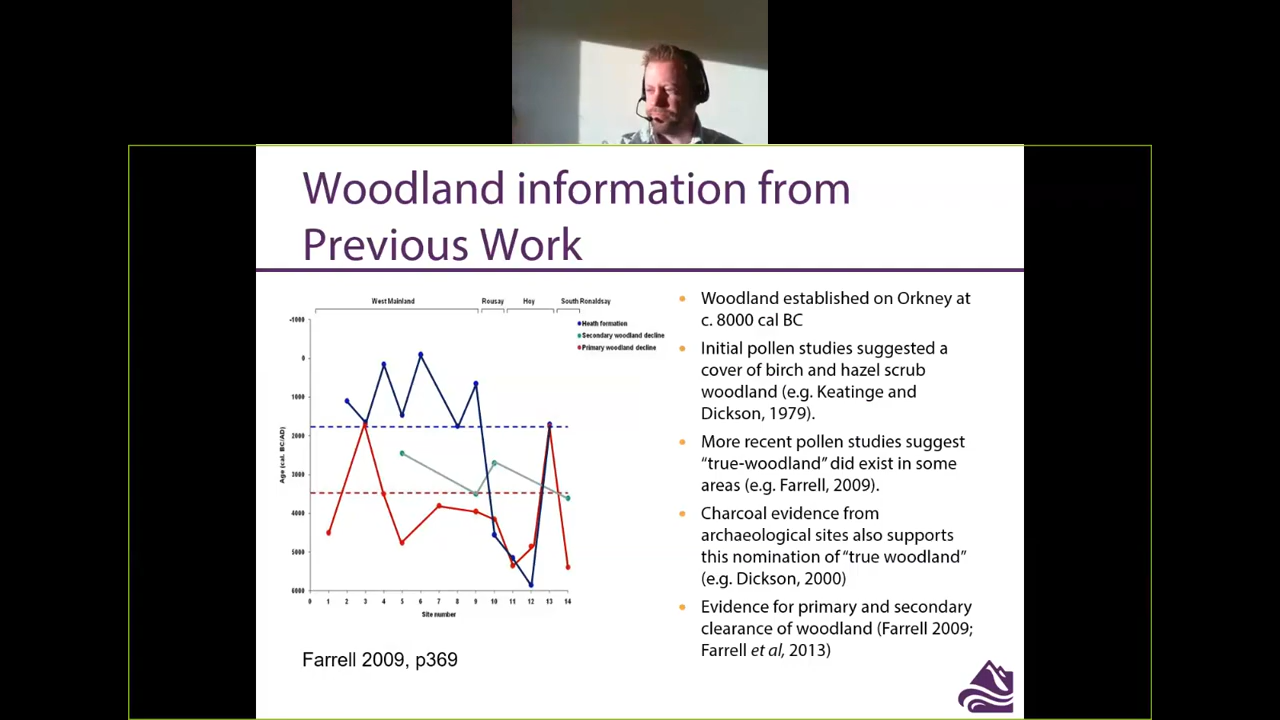 Woodland information from
Previous Work
West Mainland
Rousay
Hoy
South Ronaldsay
Heath formation
Secondary woodland decline
Primary woodland decline
Age (cal. BC/AD)
-1000
0
1000
2000
3000
4000
5000
6000
0 1 2 3 4 5 6 7 8 9 10 11 12 13 14
Site number
Farrell 2009, p369
Woodland established on Orkney at
c. 8000 cal BC
Initial pollen studies suggested a
cover of birch and hazel scrub
woodland (e.g. Keatinge and
Dickson, 1979).
More recent pollen studies suggest
“true-woodland” did exist in some
areas (e.g. Farrell, 2009).
Charcoal evidence from
archaeological sites also supports
this nomination of “true woodland”
(e.g. Dickson, 2000)
Evidence for primary and secondary
clearance of woodland (Farrell 2009;
Farrell et al, 2013)